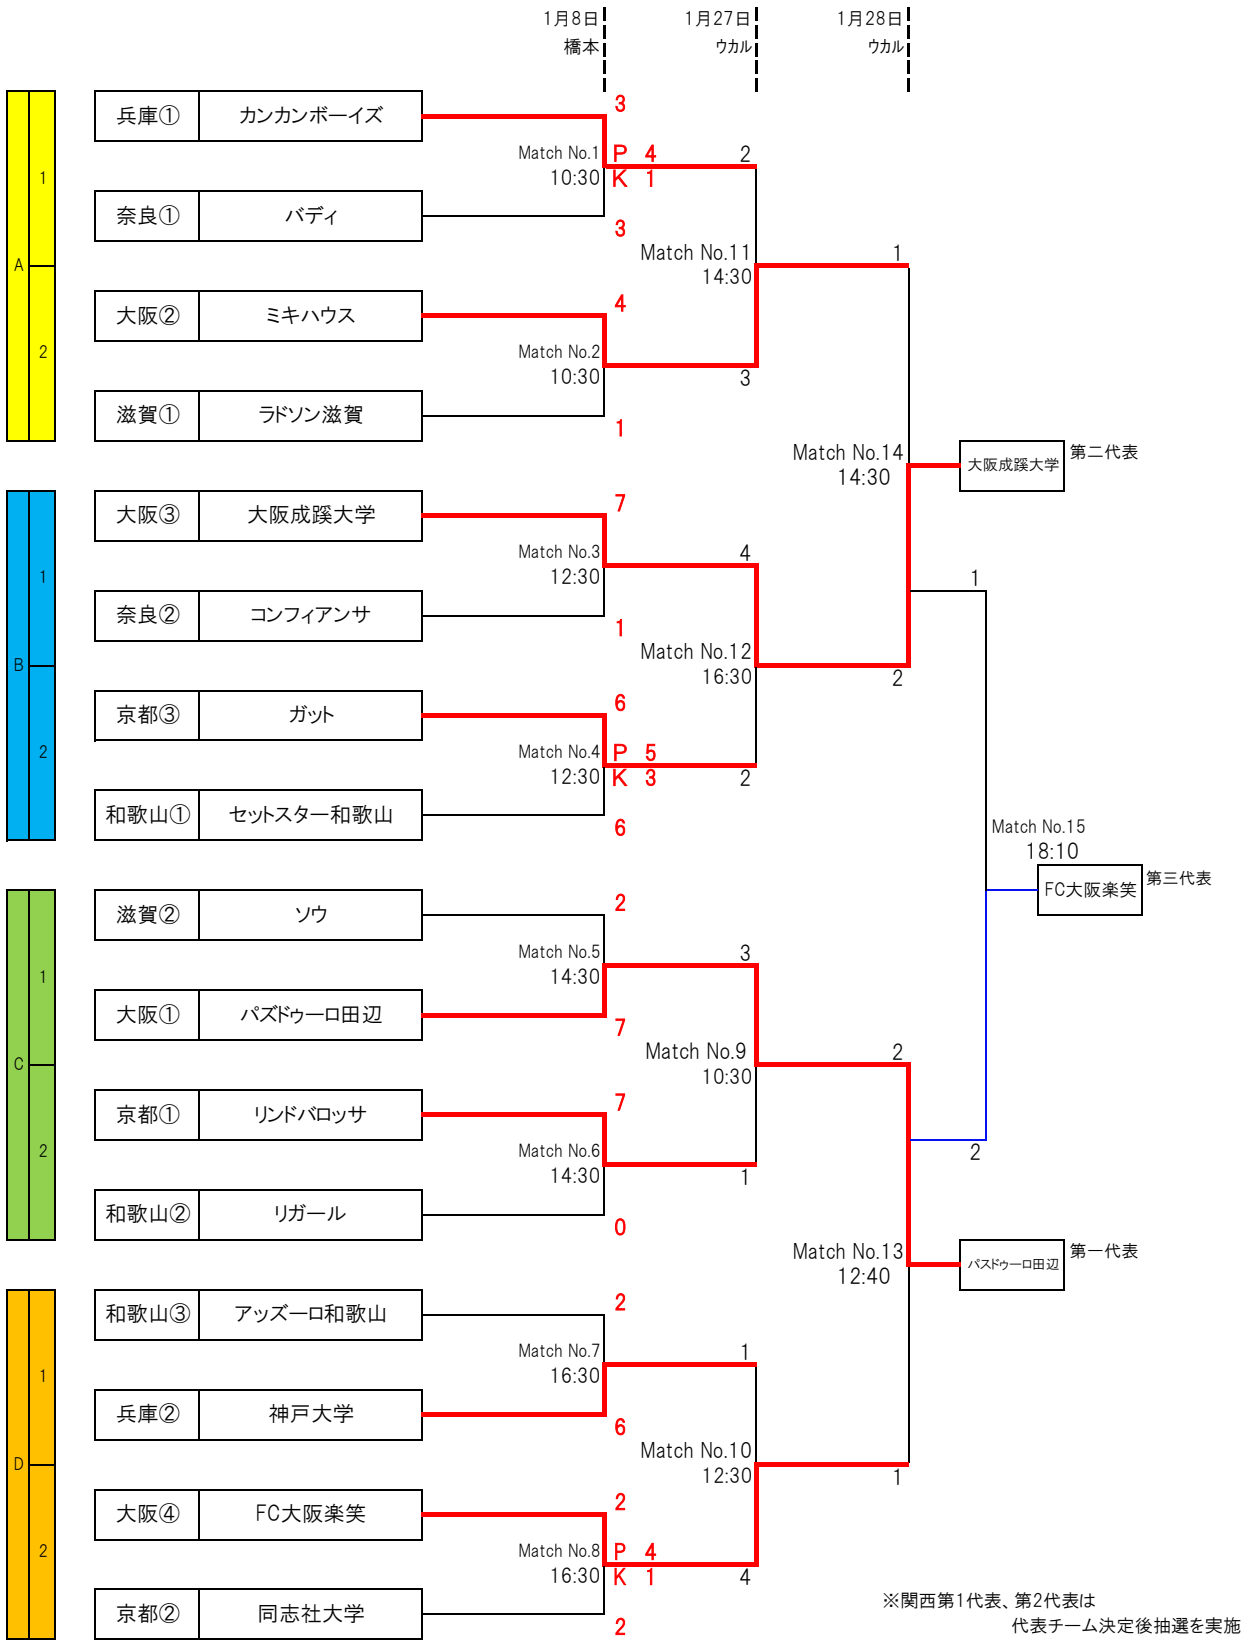 1月8日
橋本
1月27日
ウカル
1月28日
ウカル
A
1
2
兵庫①
カンカンボーイズ
3
Match No.1
10:30
P 4
K 1
奈良①
バディ
3
2
Match No.11
14:30
大阪②
ミキハウス
4
Match No.2
10:30
滋賀①
ラドソン滋賀
1
3
1
Match No.14
14:30
大阪成蹊大学
第二代表
B
1
2
大阪③
大阪成蹊大学
7
Match No.3
12:30
奈良②
コンフィアンサ
1
4
Match No.12
16:30
京都③
ガット
6
Match No.4
12:30
P 5
K 3
和歌山①
セットスター和歌山
6
2
2
1
Match No.15
18:10
FC大阪楽笑
第三代表
C
1
2
滋賀②
ソウ
2
Match No.5
14:30
大阪①
パズドゥーロ田辺
7
3
Match No.9
10:30
京都①
リンドバロッサ
7
Match No.6
14:30
和歌山②
リガール
0
1
2
2
Match No.13
12:40
パスドゥーロ田辺
第一代表
D
1
2
和歌山③
アッズーロ和歌山
2
Match No.7
16:30
兵庫②
神戸大学
6
1
Match No.10
12:30
大阪④
FC大阪楽笑
2
Match No.8
16:30
P 4
K 1
京都②
同志社大学
2
4
1
※関西第1代表、第2代表は
代表チーム決定後抽選を実施